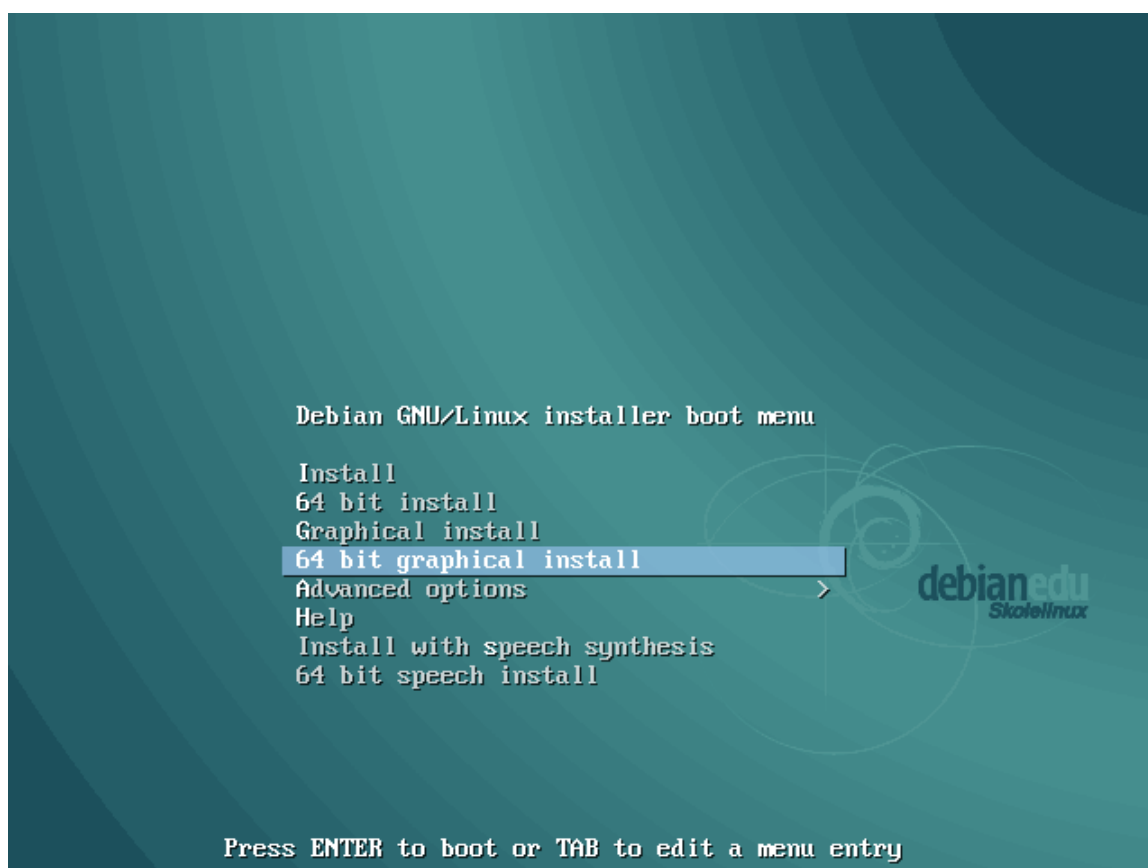 Debian GNU/Linux installer boot menu
Install
64 bit install
Graphical install
64 bit graphical install
Advanced options >
Help
Install with speech synthesis
64 bit speech install
debianedu
Skolelinux
Press ENTER to boot or TAB to edit a menu entry